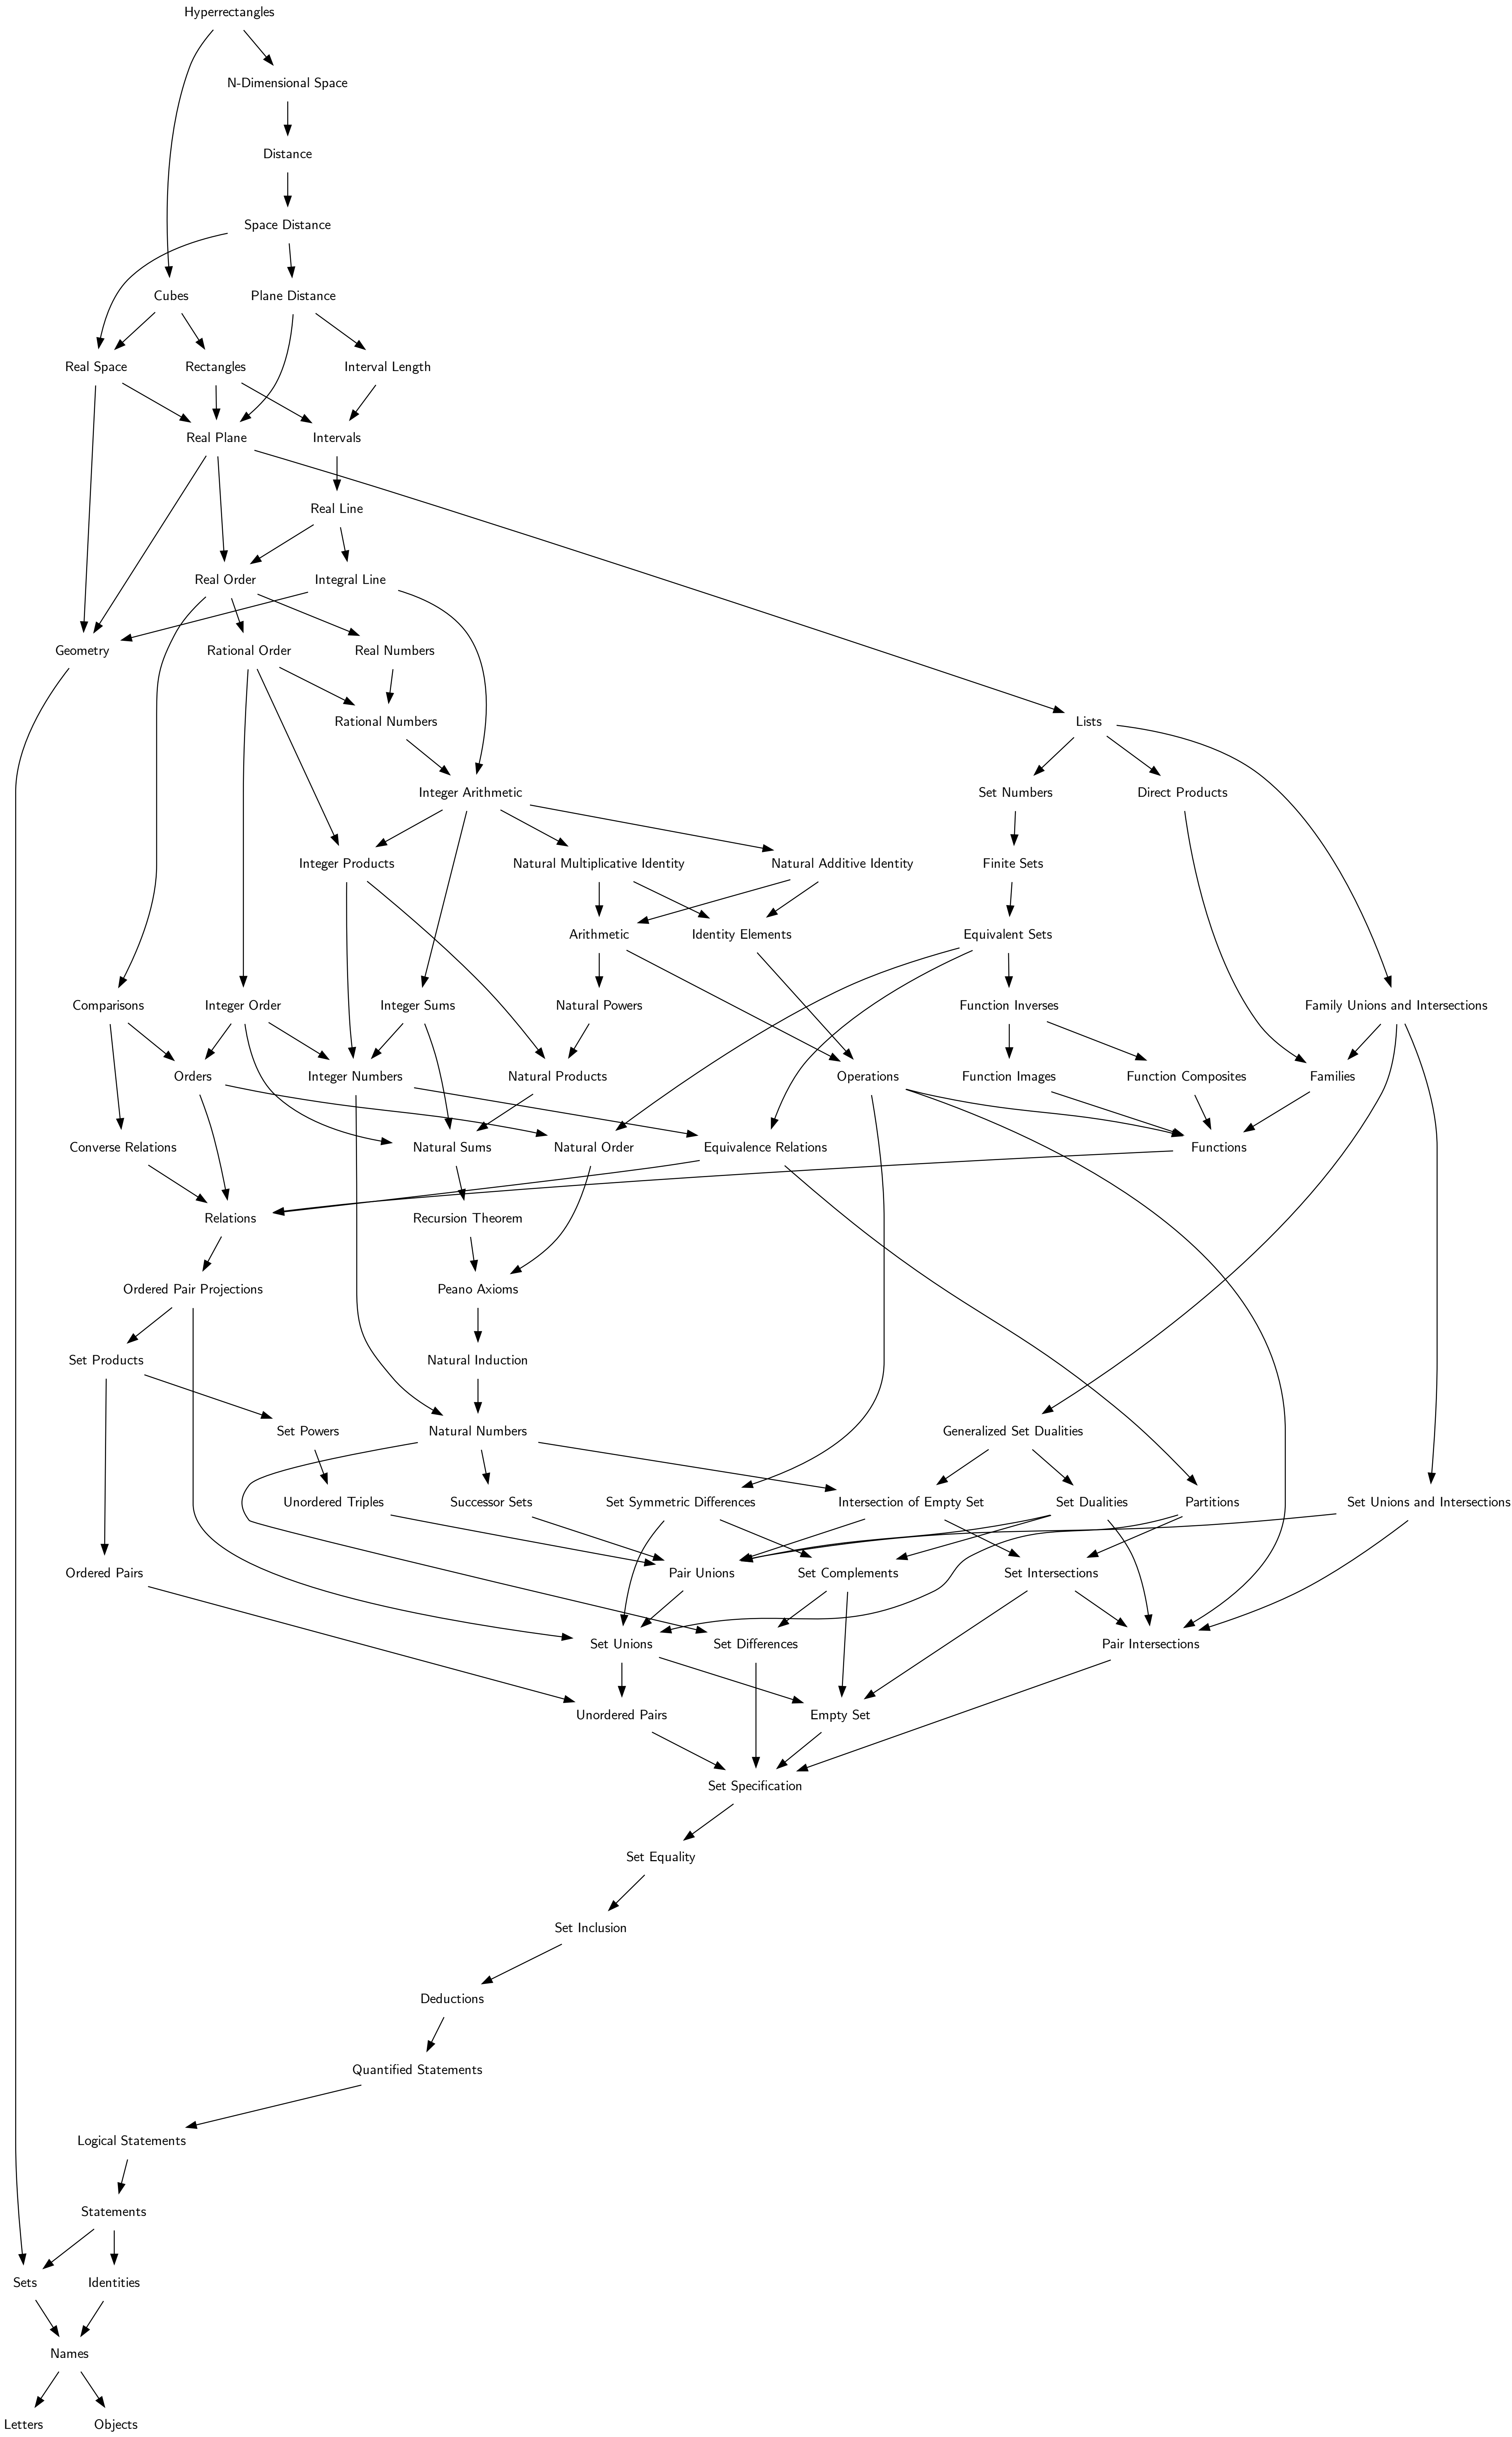 Hyperrectangles
N-Dimensional Space
Distance
Space Distance
Cubes
Plane Distance
Real Space
Rectangles
Interval Length
Real Plane
Intervals
Real Line
Real Order
Integral Line
Geometry
Rational Order
Real Numbers
Rational Numbers
Lists
Integer Arithmetic
Set Numbers
Direct Products
Integer Products
Natural Multiplicative Identity
Natural Additive Identity
Finite Sets
Arithmetic
Identity Elements
Equivalent Sets
Comparisons
Integer Order
Integer Sums
Natural Powers
Function Inverses
Family Unions and Intersections
Orders
Integer Numbers
Natural Products
Operations
Function Images
Function Composites
Families
Converse Relations
Natural Sums
Natural Order
Equivalence Relations
Functions
Relations
Recursion Theorem
Ordered Pair Projections
Peano Axioms
Set Products
Natural Induction
Set Powers
Natural Numbers
Generalized Set Dualities
Unordered Triples
Successor Sets
Set Symmetric Differences
Intersection of Empty Set
Set Dualities
Partitions
Set Unions and Intersections
Ordered Pairs
Pair Unions
Set Complements
Set Intersections
Set Unions
Set Differences
Pair Intersections
Unordered Pairs
Empty Set
Set Specification
Set Equality
Set Inclusion
Deductions
Quantified Statements
Logical Statements
Statements
Sets
Identities
Names
Letters
Objects